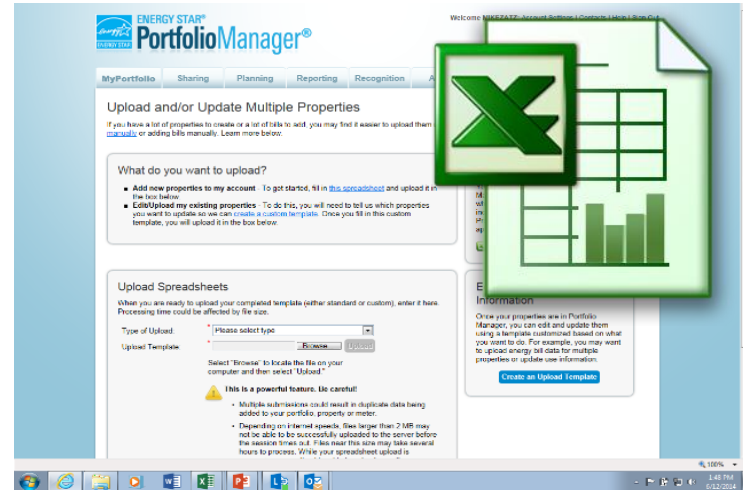 Welcome MIKEZATZ: Account Settings | Contacts | Help | Sign Out
ENERGY STAR®
PortfolioManager®
ENERGY STAR
MyPortfolio Sharing Planning Reporting Recognition
Upload and/or Update Multiple Properties
If you have a lot of properties to create or a lot of bills to add, you may find it easier to upload them
manually or adding bills manually. Learn more below.
What do you want to upload?
Add new properties to my account - To get started, fill in this spreadsheet and upload it in
the box below.
Edit/Upload my existing properties - To do this, you will need to tell us which properties
you want to update so we can create a custom template. Once you fill in this custom
template, you will upload it in the box below.
Upload Spreadsheets
When you are ready to upload your completed template (either standard or custom), enter it here.
Processing time could be affected by file size.
Type of Upload: * Please select type
Upload Template: * Browse... Upload
Select "Browse" to locate the file on your
computer and then select "Upload."
This is a powerful feature. Be careful!
• Multiple submissions could result in duplicate data being
added to your portfolio, property or meter.
• Depending on internet speeds, files larger than 2 MB may
not be able to be successfully uploaded to the server before
the session times out. Files near this size may take several
hours to process. While your spreadsheet upload is
Information
Once your properties are in Portfolio
Manager, you can edit and update them
using a template customized based on what
you want to do. For example, you may want
to upload energy bill data for multiple
properties or update use information.
Create an Upload Template
100%
1:48 PM
6/12/2014